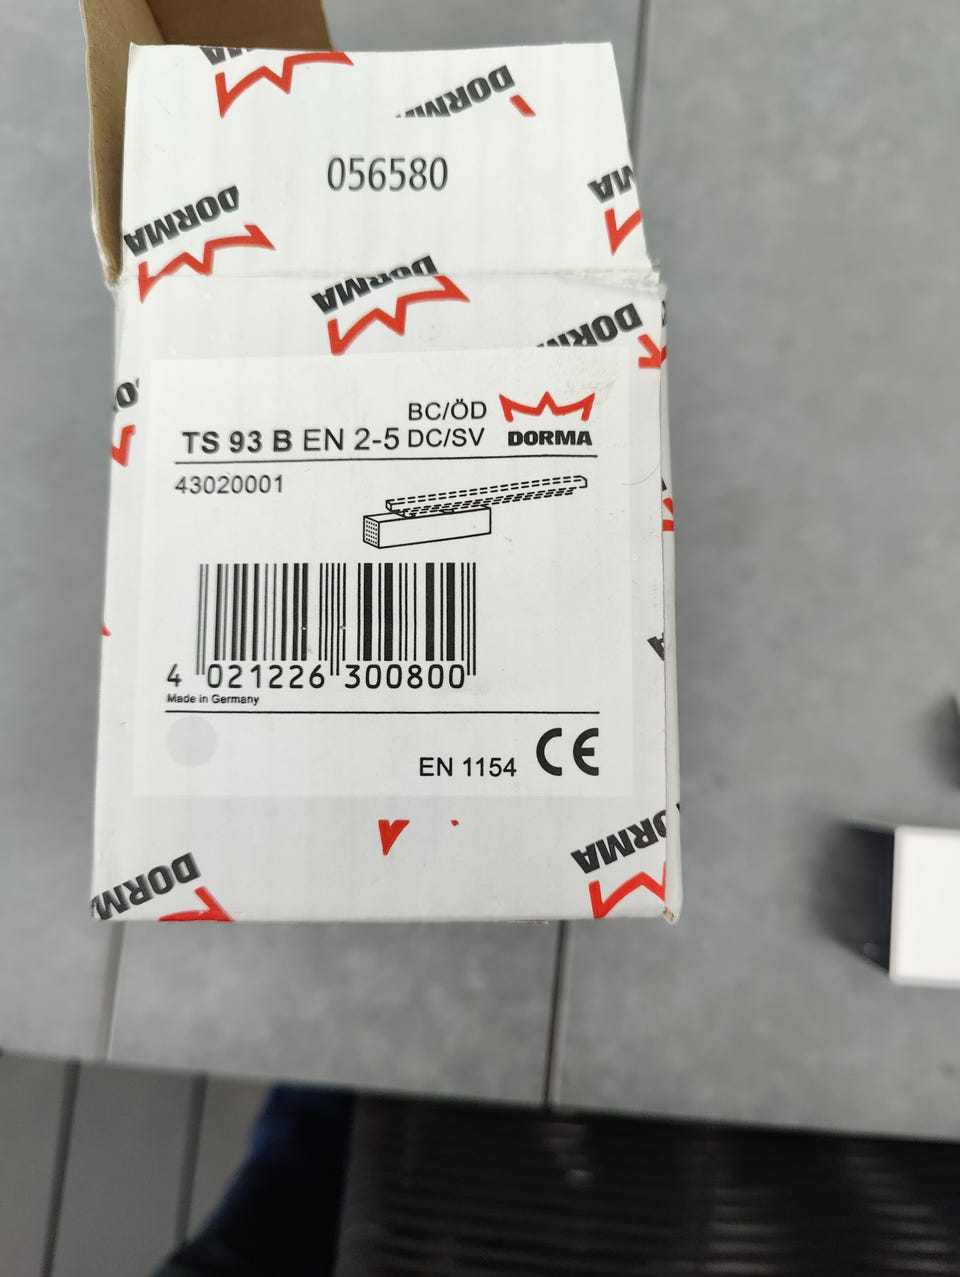 DORMA
056580
DORMA
DORMA
DORMA
BC/ÖD
TS 93 B EN 2-5 DC/SV
DORMA
43020001
4 021226 300800
Made in Germany
EN 1154 CE
DORMA
DORMA